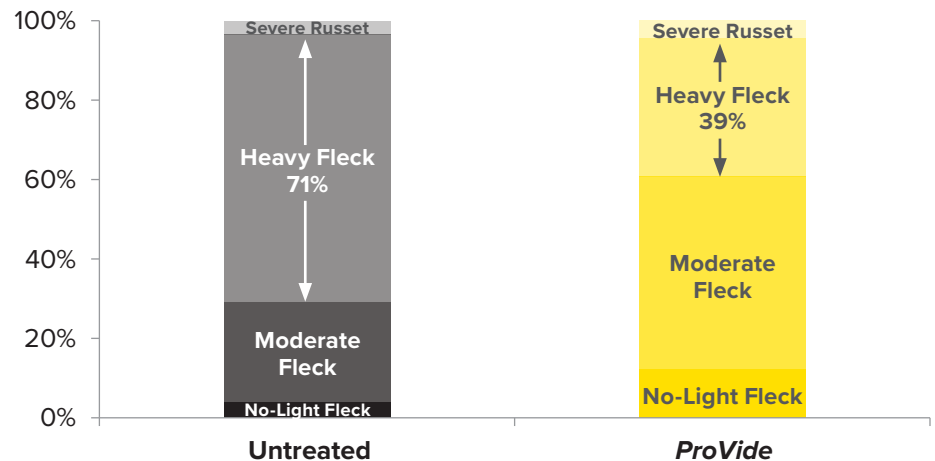 100%
80%
60%
40%
20%
0%
Severe Russet
Heavy Fleck
71%
Moderate
Fleck
No-Light Fleck
Untreated
Severe Russet
Heavy Fleck
39%
Moderate
Fleck
No-Light Fleck
ProVide